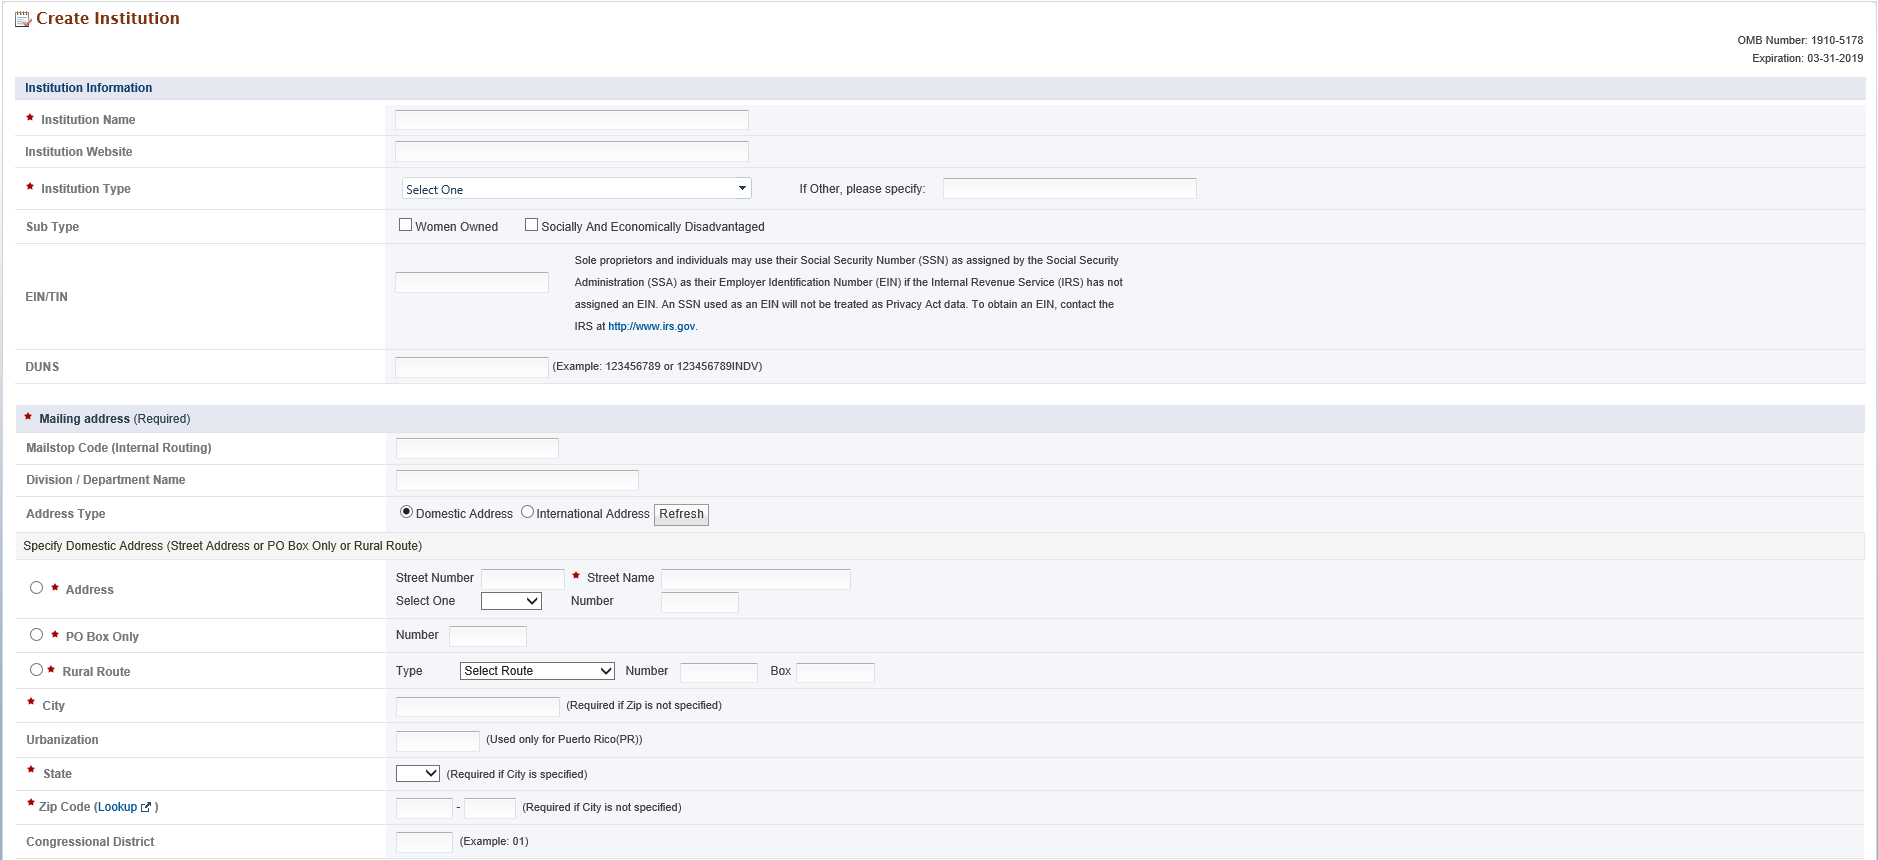 Create Institution
OMB Number: 1910-5178
Expiration: 03-31-2019
Institution Information
* Institution Name
Institution Website
* Institution Type Select One If Other, please specify:
Sub Type Women Owned Socially And Economically Disadvantaged
EIN/TIN
Sole proprietors and individuals may use their Social Security Number (SSN) as assigned by the Social Security
Administration (SSA) as their Employer Identification Number (EIN) if the Internal Revenue Service (IRS) has not
assigned an EIN. An SSN used as an EIN will not be treated as Privacy Act data. To obtain an EIN, contact the
IRS at http://www.irs.gov.
DUNS (Example: 123456789 or 123456789INDV)
* Mailing address (Required)
Mailstop Code (Internal Routing)
Division / Department Name
Address Type Domestic Address International Address Refresh
Specify Domestic Address (Street Address or PO Box Only or Rural Route)
* Address Street Number * Street Name
Select One Number
* PO Box Only Number
* Rural Route Type Select Route Number Box
* City (Required if Zip is not specified)
Urbanization (Used only for Puerto Rico(PR))
* State (Required if City is specified)
* Zip Code (Lookup ) - (Required if City is not specified)
Congressional District (Example: 01)